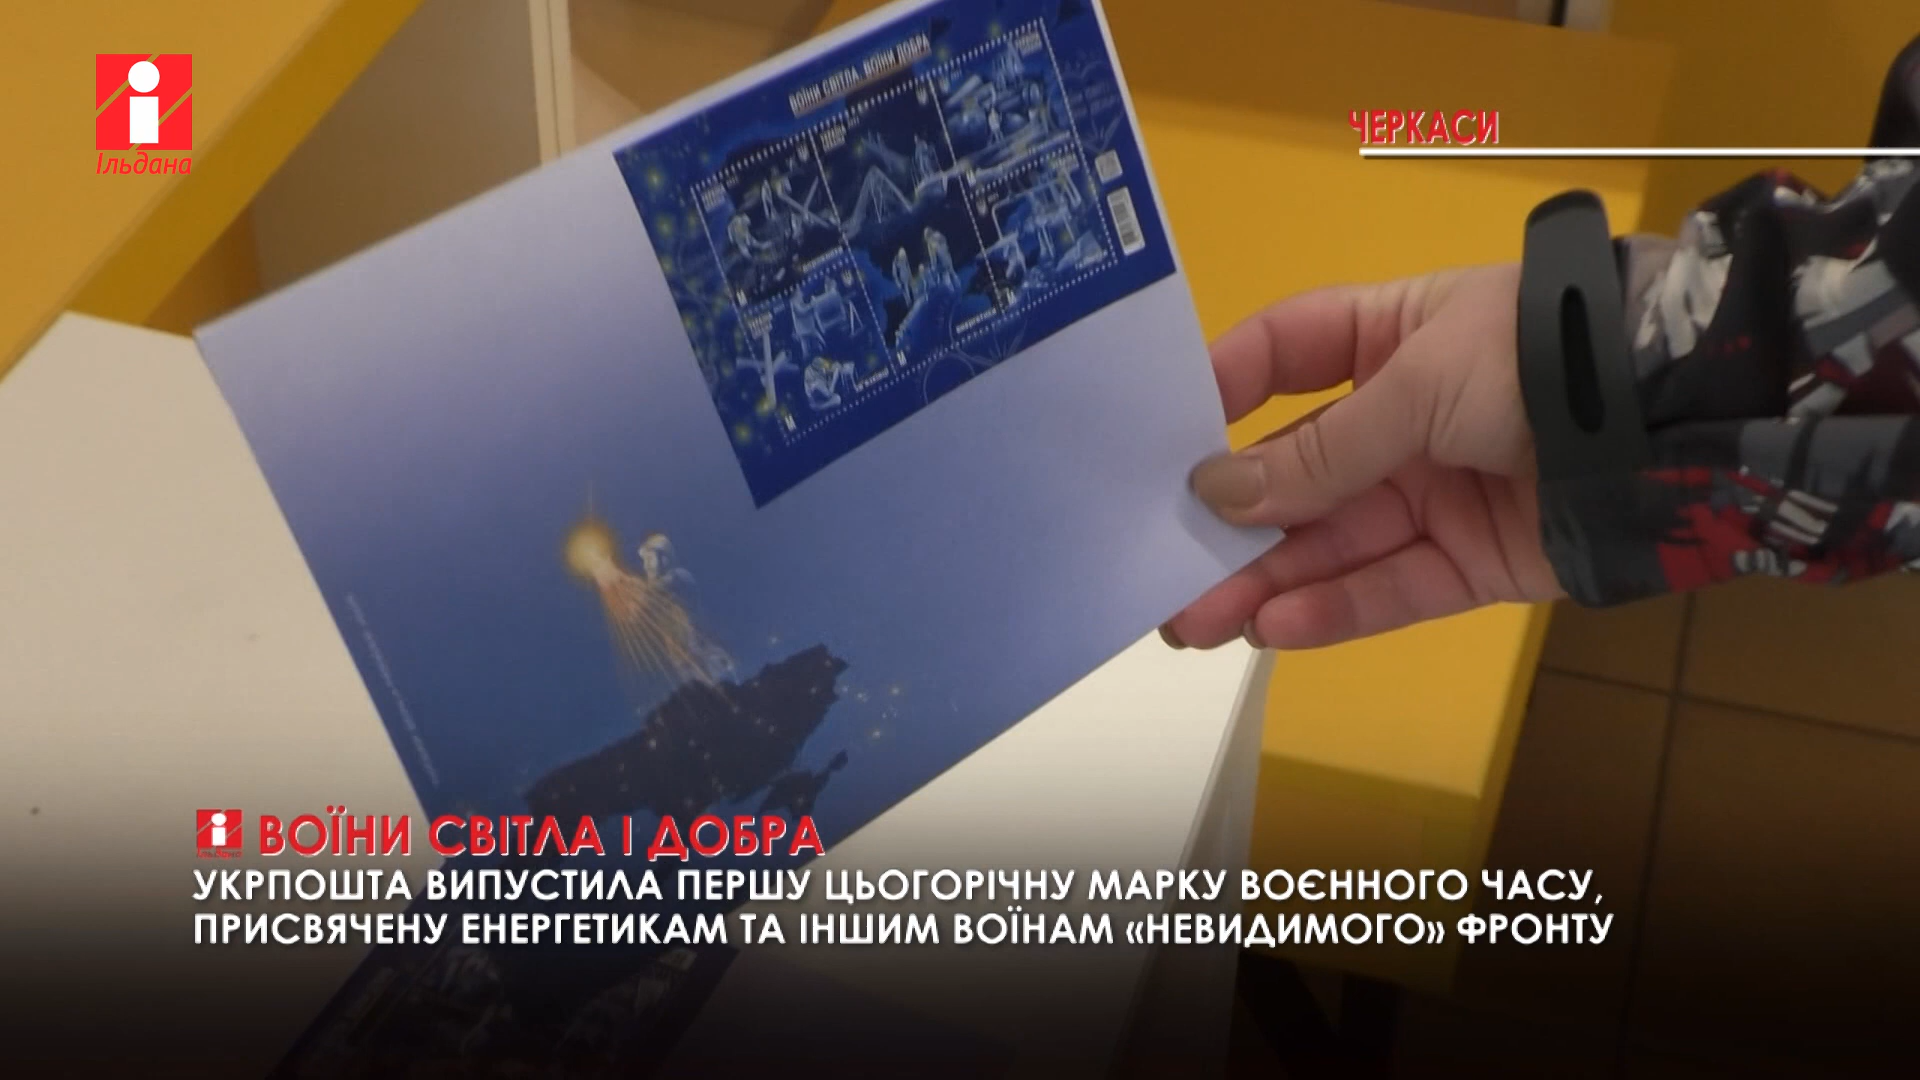 Ільдана
ЧЕРКАСИ
ВОЇНИ СВІТЛА, ВОЇНИ ДОБРА
ВОЇНИ СВІТЛА І ДОБРА
УКРПОШТА ВИПУСТИЛА ПЕРШУ ЦЬОГОРІЧНУ МАРКУ ВОЄННОГО ЧАСУ,
ПРИСВЯЧЕНУ ЕНЕРГЕТИКАМ ТА ІНШИМ ВОЇНАМ «НЕВИДИМОГО» ФРОНТУ